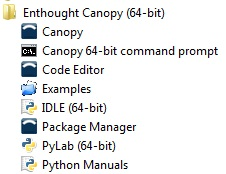 Enthought Canopy (64-bit)
Canopy
Canopy 64-bit command prompt
Code Editor
Examples
IDLE (64-bit)
Package Manager
PyLab (64-bit)
Python Manuals